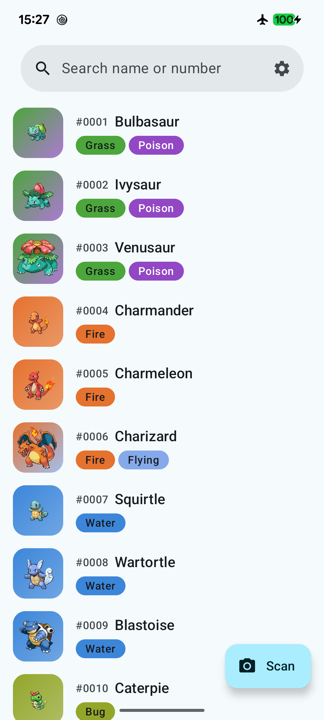 15:27 100
Search name or number
#0001 Bulbasaur
Grass Poison
#0002 Ivysaur
Grass Poison
#0003 Venusaur
Grass Poison
#0004 Charmander
Fire
#0005 Charmeleon
Fire
#0006 Charizard
Fire Flying
#0007 Squirtle
Water
#0008 Wartortle
Water
#0009 Blastoise
Water
Scan
#0010 Caterpie
Bug